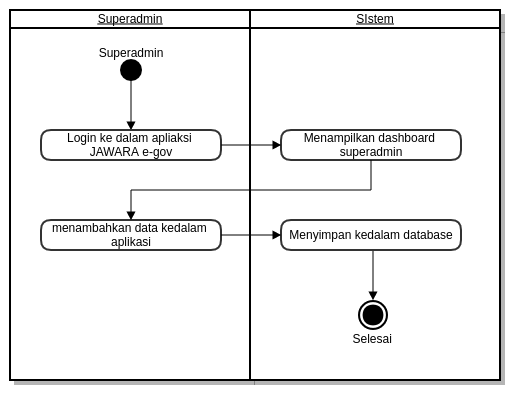 Superadmin
SIstem
Superadmin
Login ke dalam apliaksi
JAWARA e-gov
Menampilkan dashboard
superadmin
menambahkan data kedalam
aplikasi
Menyimpan kedalam database
Selesai